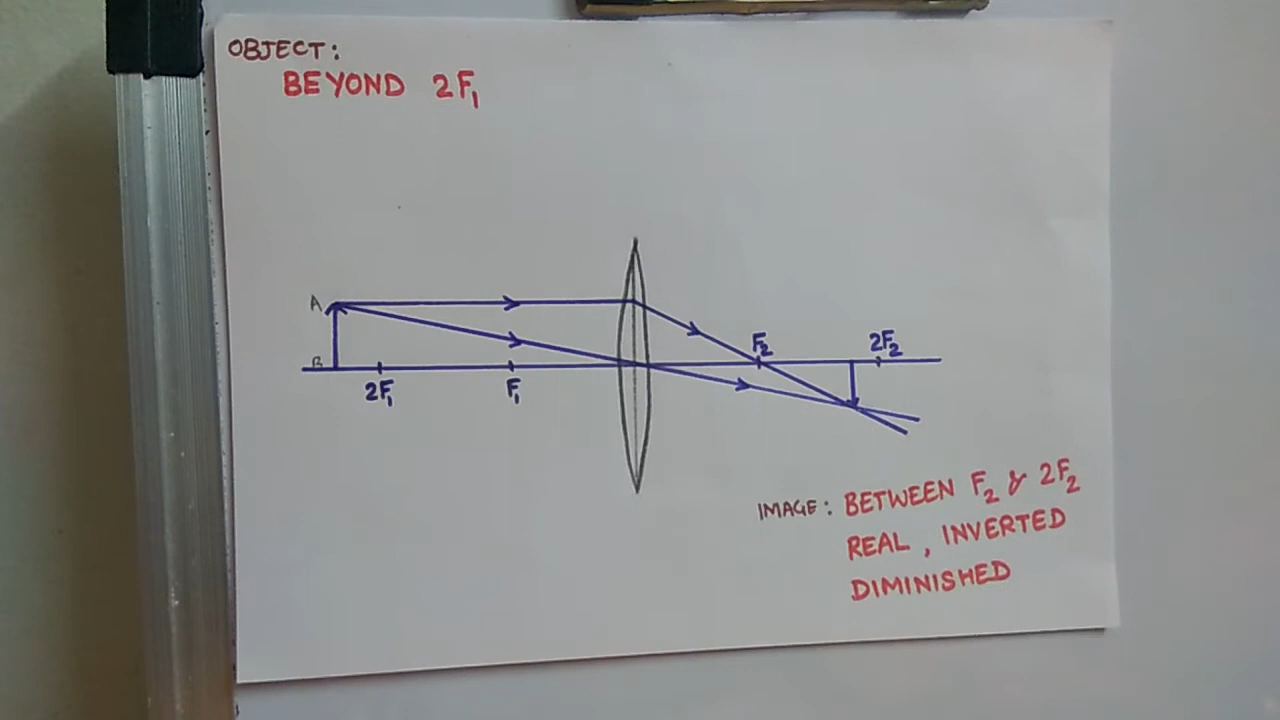 OBJECT:
BEYOND 2F₁
A
B
2F₁
F₁
F₂
2F₂
IMAGE: BETWEEN F₂ & 2F₂
REAL, INVERTED
DIMINISHED